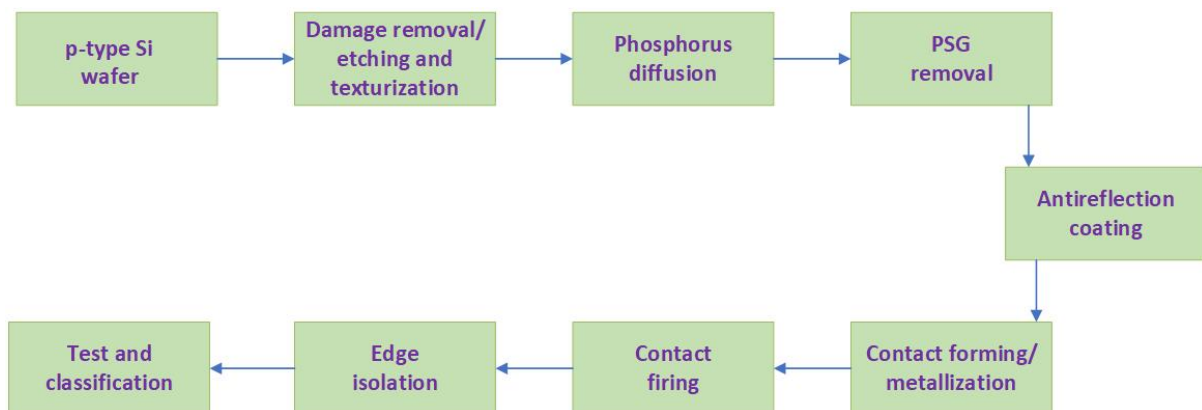 p-type Si
wafer
Damage removal/
etching and
texturization
Phosphorus
diffusion
PSG
removal
Antireflection
coating
Contact forming/
metallization
Contact
firing
Edge
isolation
Test and
classification